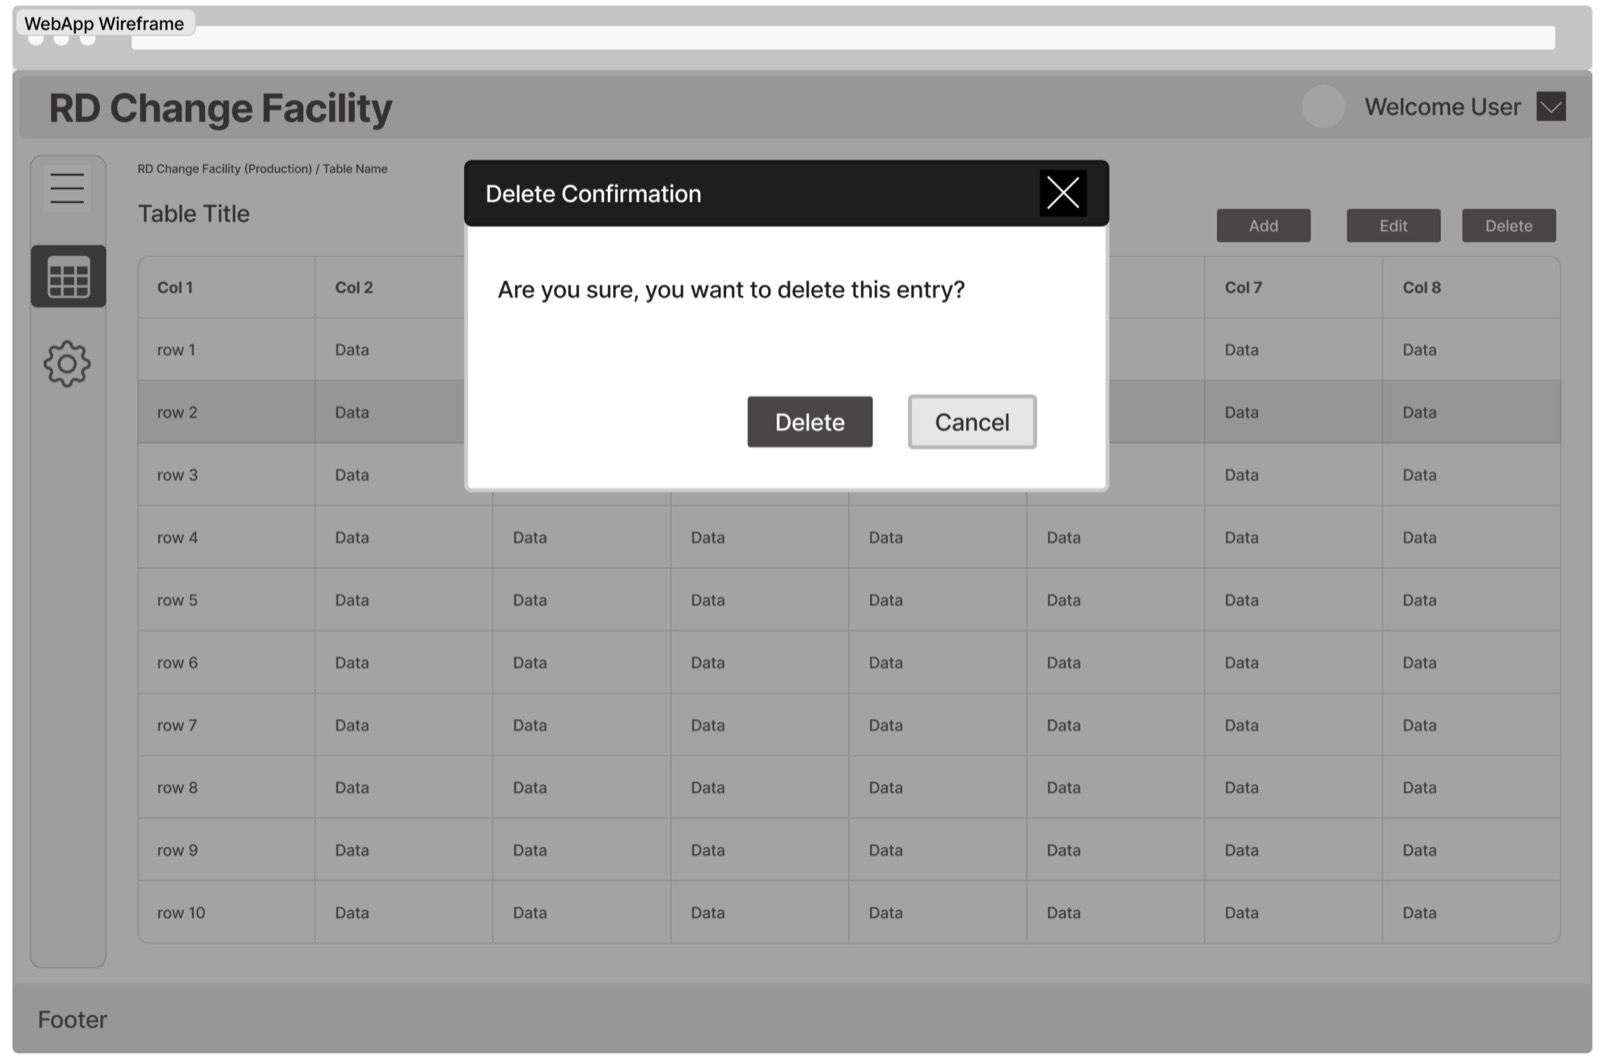 WebApp Wireframe
RD Change Facility
Welcome User
RD Change Facility (Production) / Table Name
Table Title
Add Edit Delete
Delete Confirmation
Are you sure, you want to delete this entry?
Delete Cancel
Col 1 Col 2 Col 7 Col 8
row 1 Data Data Data
row 2 Data Data Data
row 3 Data Data Data
row 4 Data Data Data Data Data Data Data
row 5 Data Data Data Data Data Data Data
row 6 Data Data Data Data Data Data Data
row 7 Data Data Data Data Data Data Data
row 8 Data Data Data Data Data Data Data
row 9 Data Data Data Data Data Data Data
row 10 Data Data Data Data Data Data Data
Footer